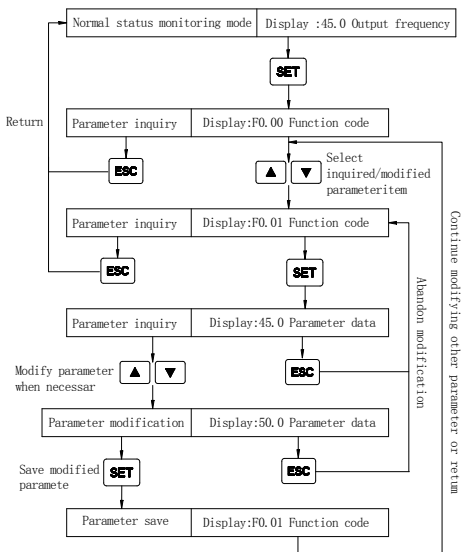 Normal status monitoring mode
Display :45.0 Output frequency
SET
Return
Parameter inquiry
Display:F0.00 Function code
ESC
Select
inquired/modified
parameteritem
Parameter inquiry
Display:F0.01 Function code
ESC
SET
Parameter inquiry
Display:45.0 Parameter data
Modify parameter
when necessar
ESC
Parameter modification
Display:50.0 Parameter data
Save modified
paramete
SET
ESC
Parameter save
Display:F0.01 Function code
Abandon modification
Continue modifying other parameter or return